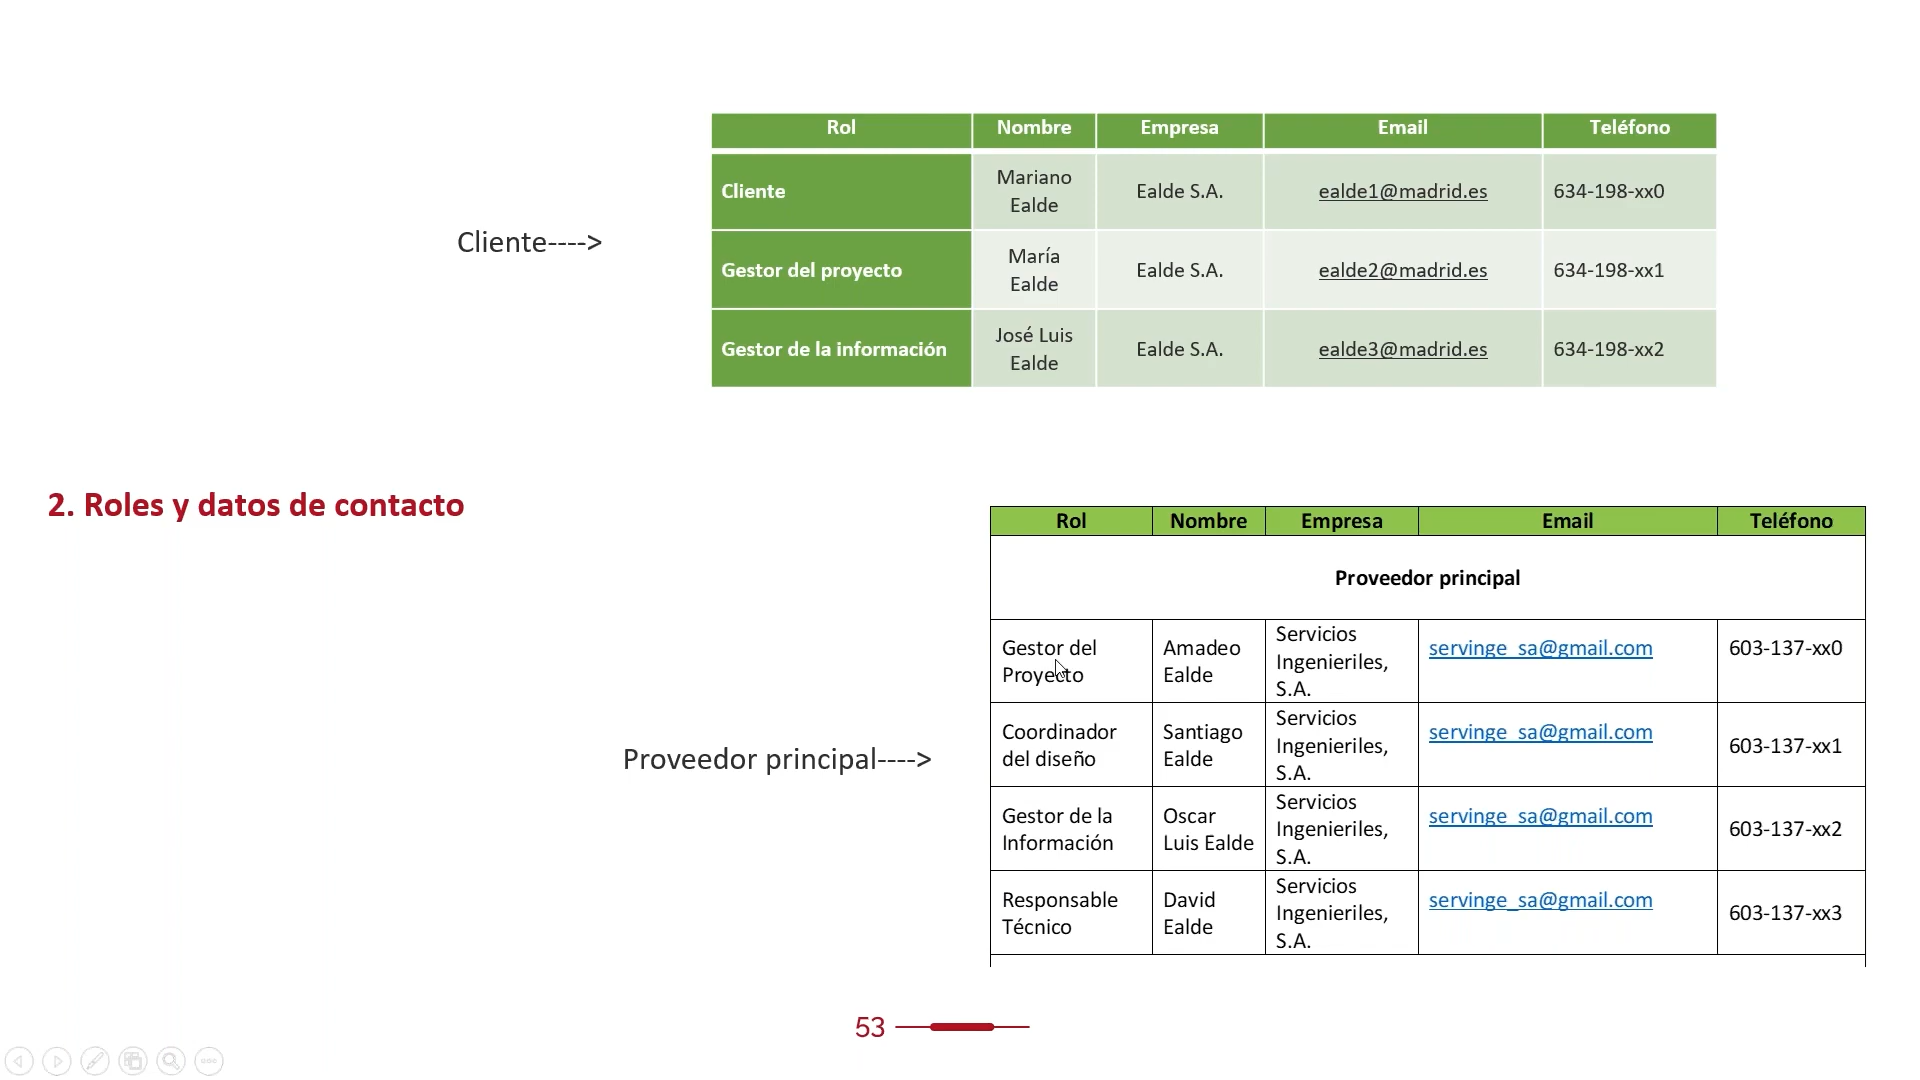 Rol Nombre Empresa Email Teléfono
Cliente Mariano Ealde Ealde S.A. ealde1@madrid.es 634-198-xx0
Cliente---->
Gestor del proyecto María Ealde Ealde S.A. ealde2@madrid.es 634-198-xx1
Gestor de la información José Luis Ealde Ealde S.A. ealde3@madrid.es 634-198-xx2
2. Roles y datos de contacto
Rol Nombre Empresa Email Teléfono
Proveedor principal
Gestor del Proyecto Amadeo Ealde Servicios Ingenieriles, S.A. servinge_sa@gmail.com 603-137-xx0
Coordinador del diseño Santiago Ealde Servicios Ingenieriles, S.A. servinge_sa@gmail.com 603-137-xx1
Proveedor principal---->
Gestor de la Información Oscar Luis Ealde Servicios Ingenieriles, S.A. servinge_sa@gmail.com 603-137-xx2
Responsable Técnico David Ealde Servicios Ingenieriles, S.A. servinge_sa@gmail.com 603-137-xx3
53